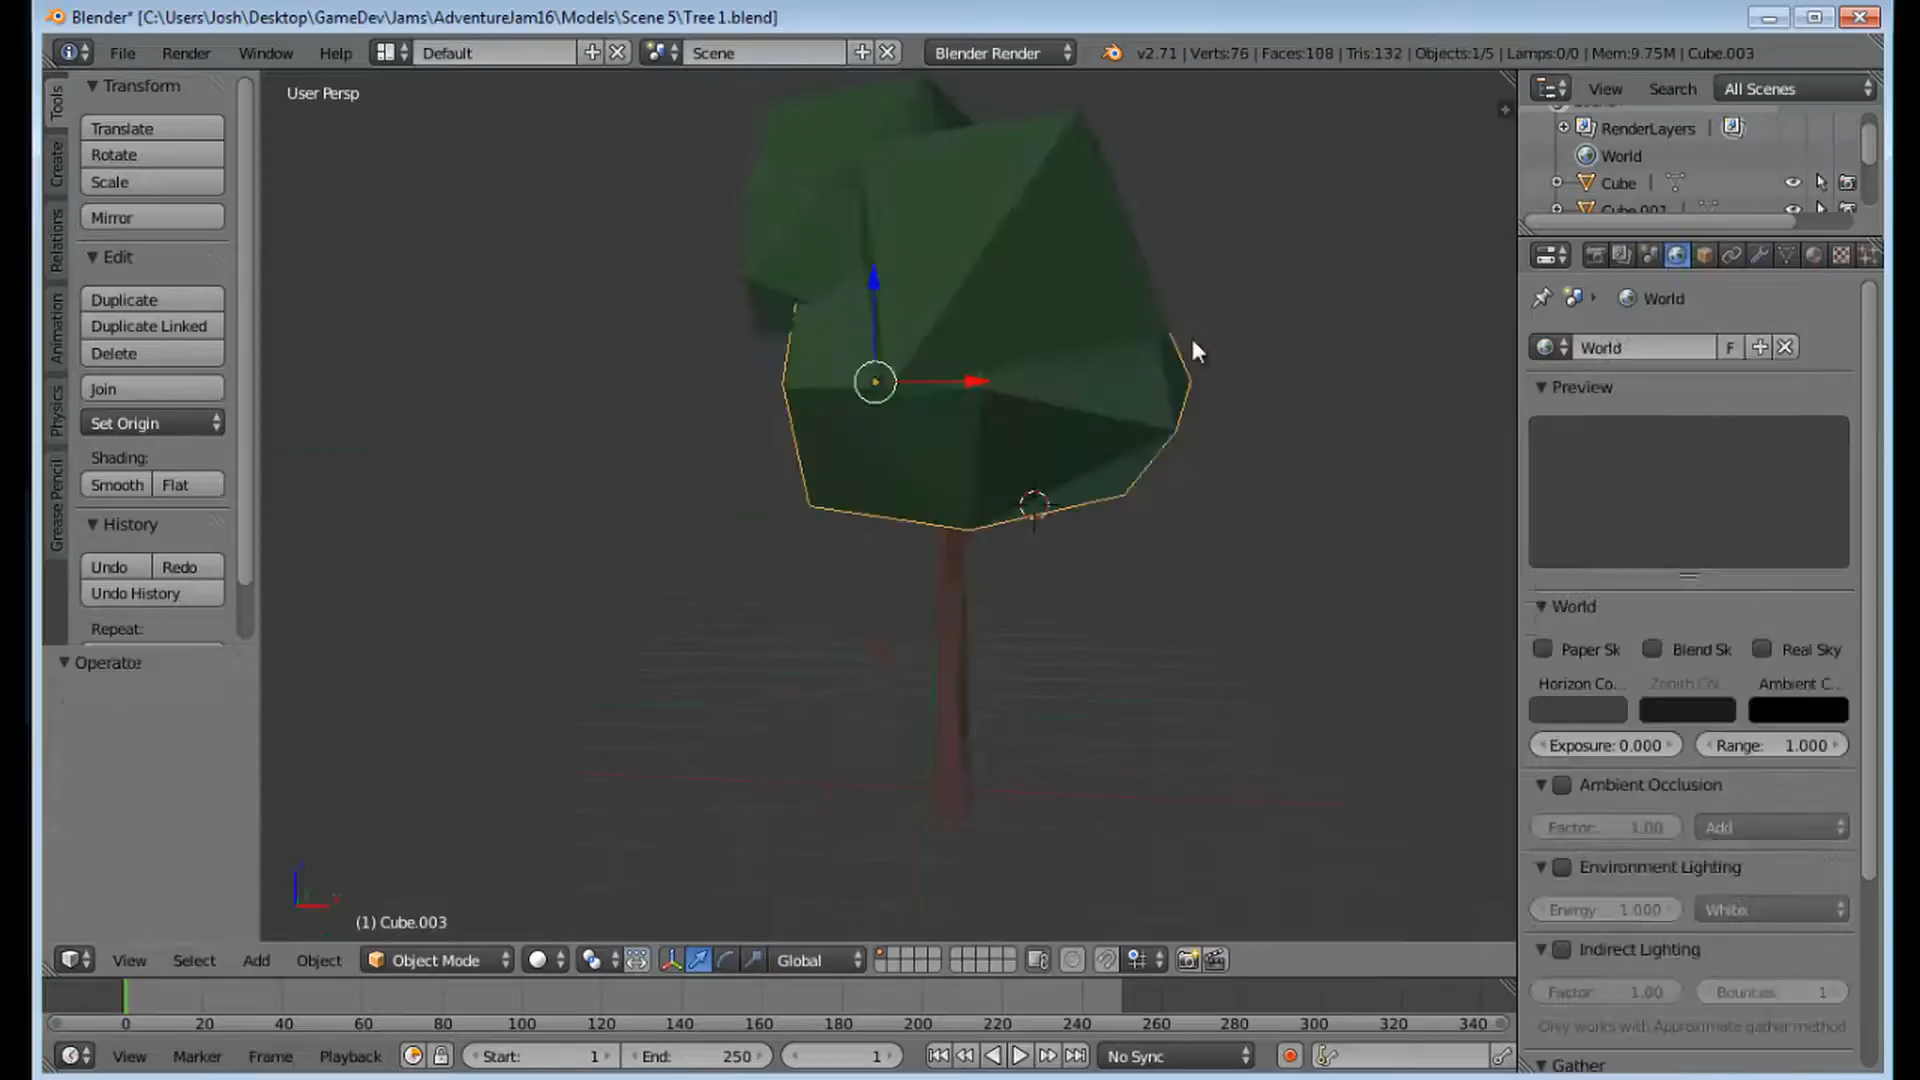 Blender* [C:\Users\Josh\Desktop\GameDev\Jams\AdventureJam16\Models\Scene 5\Tree 1.blend]
File Render Window Help Default Scene Blender Render v2.71 | Verts:76 | Faces:108 | Tris:132 | Objects:1/5 | Lamps:0/0 | Mem:9.75M | Cube.003
Tools
Create
Relations
Animation
Physics
Grease Pencil
Transform
Translate
Rotate
Scale
Mirror
Edit
Duplicate
Duplicate Linked
Delete
Join
Set Origin
Shading:
Smooth Flat
History
Undo Redo
Undo History
Repeat:
Operator
User Persp
(1) Cube.003
View Search All Scenes
RenderLayers
World
Cube
Cube.001
World
World F
Preview
World
Paper Sk Blend Sk Real Sky
Horizon Co... Zenith Co... Ambient C...
Exposure: 0.000 Range: 1.000
Ambient Occlusion
Factor: 1.00 Add
Environment Lighting
Energy: 1.000 White
Indirect Lighting
Factor: 1.00 Bounces: 1
Only works with Approximate gather method
Gather
View Select Add Object Object Mode Global
0 20 40 60 80 100 120 140 160 180 200 220 240 260 280 300 320 340
View Marker Frame Playback Start: 1 End: 250 1 No Sync